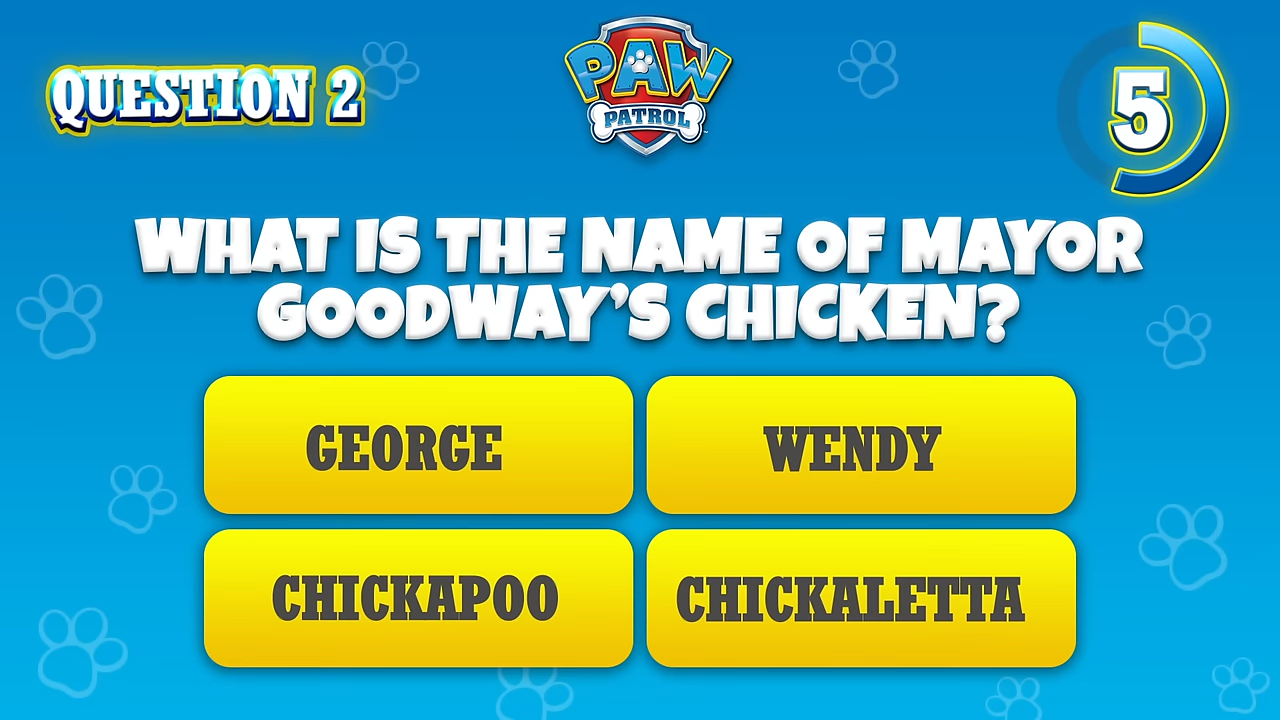 QUESTION 2
PAW
PATROL
5
WHAT IS THE NAME OF MAYOR
GOODWAY’S CHICKEN?
GEORGE
WENDY
CHICKAPOO
CHICKALETTA